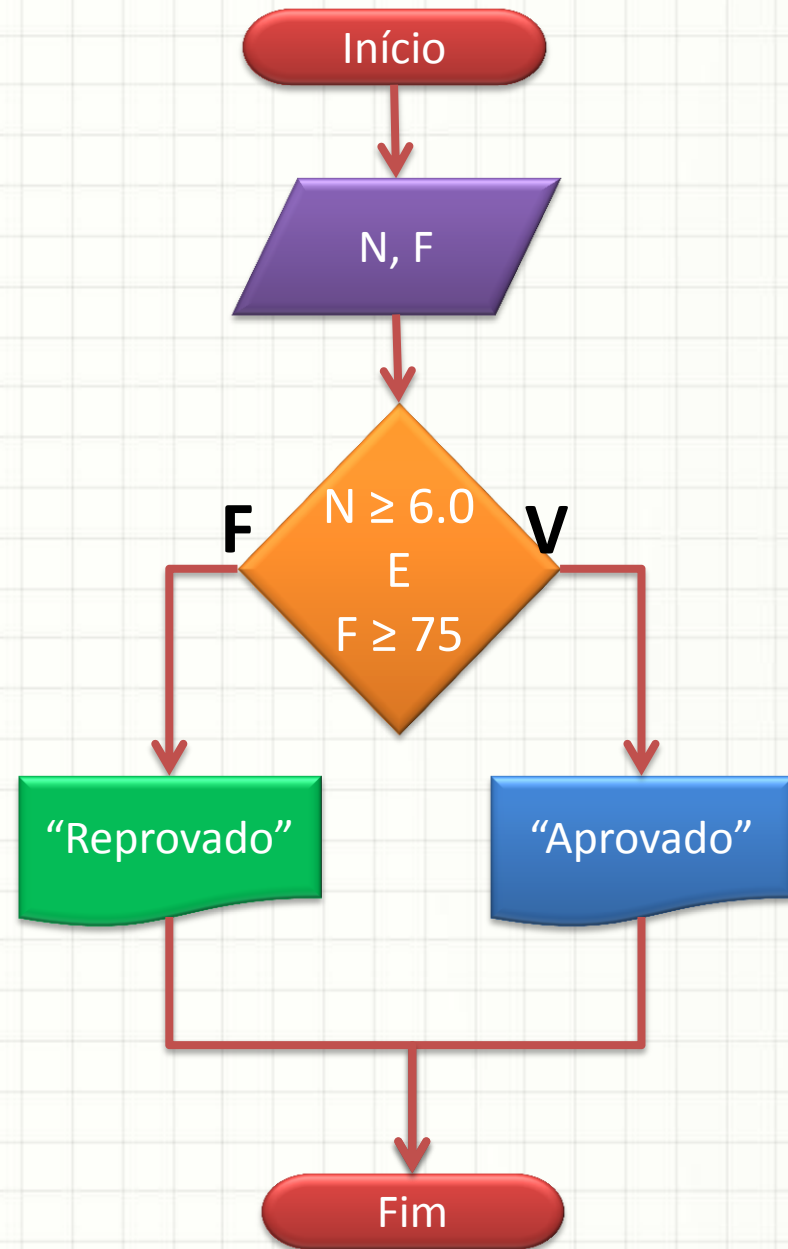 Início
N, F
F
N ≥ 6.0
V
E
F ≥ 75
“Reprovado”
“Aprovado”
Fim